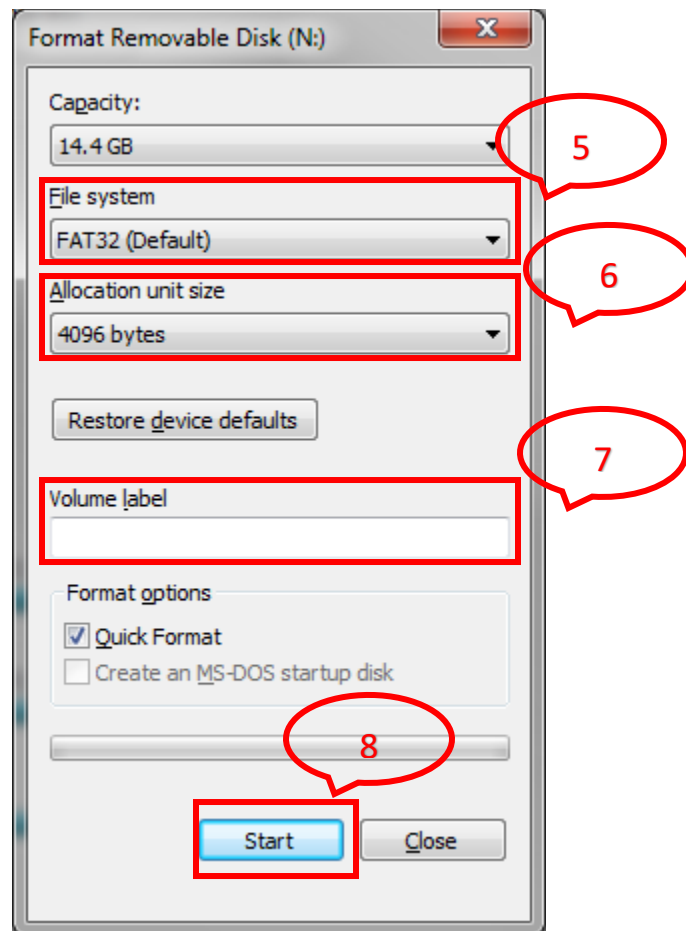 Format Removable Disk (N:)
Capacity:
14.4 GB
5
File system
FAT32 (Default)
6
Allocation unit size
4096 bytes
Restore device defaults
7
Volume label
Format options
Quick Format
Create an MS-DOS startup disk
8
Start
Close